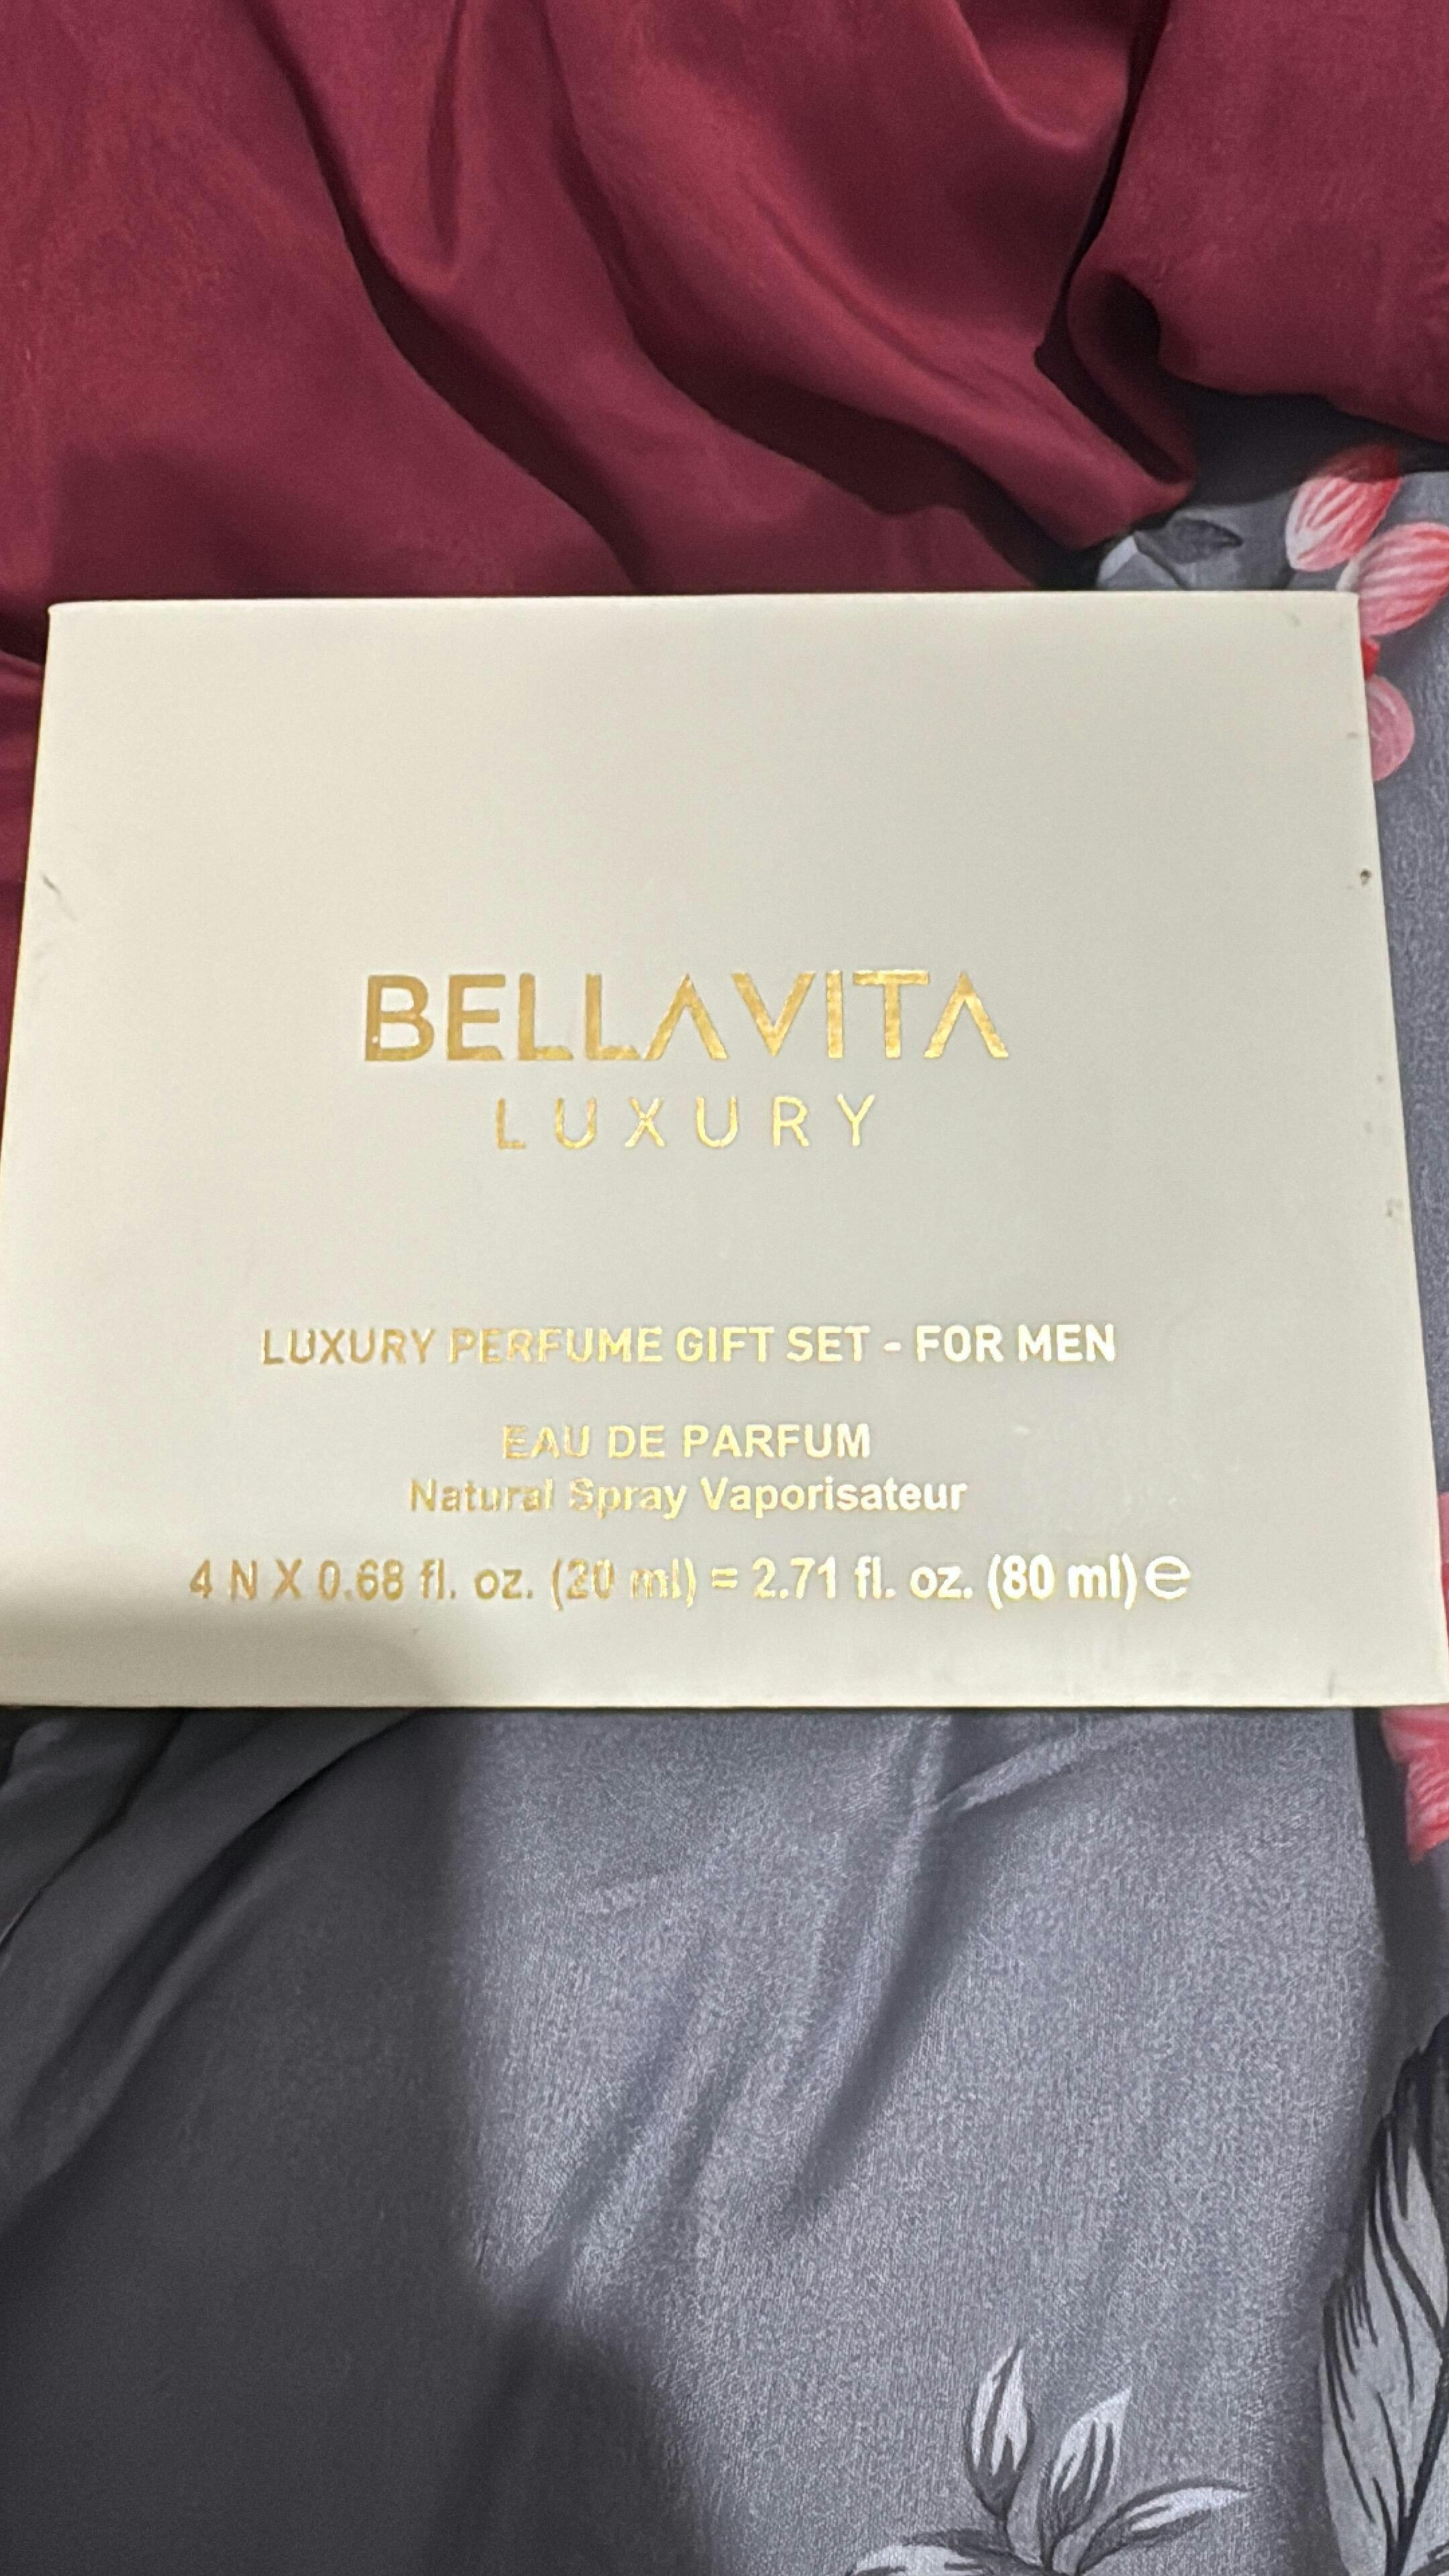 BELLAVITA
LUXURY
LUXURY PERFUME GIFT SET - FOR MEN
EAU DE PARFUM
Natural Spray Vaporisateur
4 N X 0.68 fl. oz. (20 ml) = 2.71 fl. oz. (80 ml) ℮